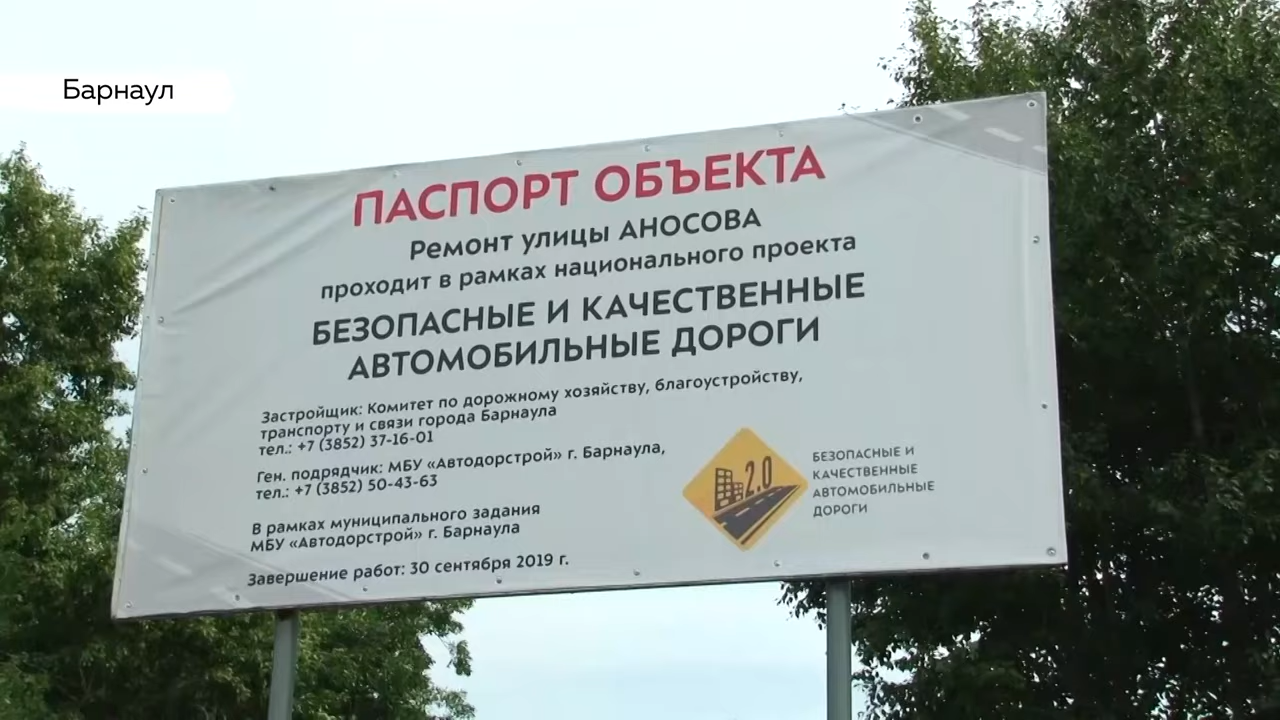 Барнаул
ПАСПОРТ ОБЪЕКТА
Ремонт улицы АНОСОВА
проходит в рамках национального проекта
БЕЗОПАСНЫЕ И КАЧЕСТВЕННЫЕ
АВТОМОБИЛЬНЫЕ ДОРОГИ
Застройщик: Комитет по дорожному хозяйству, благоустройству,
транспорту и связи города Барнаула
тел.: +7 (3852) 37-16-01
Ген. подрядчик: МБУ «Автодорстрой» г. Барнаула,
тел.: +7 (3852) 50-43-63
В рамках муниципального задания
МБУ «Автодорстрой» г. Барнаула
Завершение работ: 30 сентября 2019 г.
2.0
БЕЗОПАСНЫЕ И
КАЧЕСТВЕННЫЕ
АВТОМОБИЛЬНЫЕ
ДОРОГИ